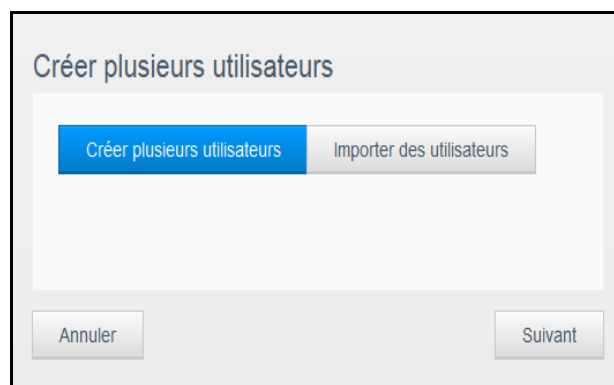 Créer plusieurs utilisateurs
Créer plusieurs utilisateurs Importer des utilisateurs
Annuler Suivant